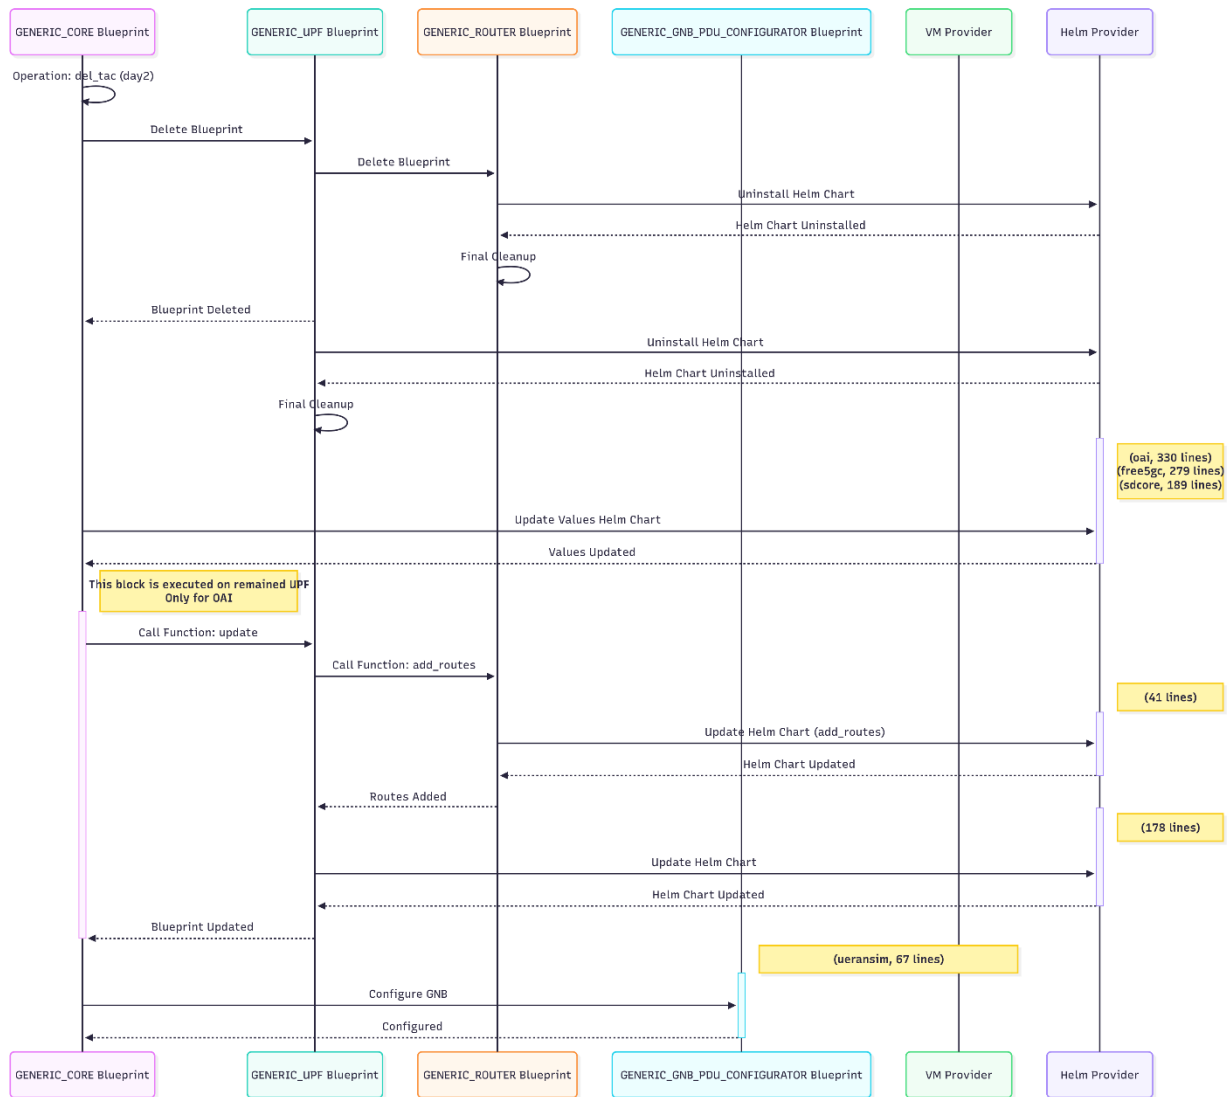 GENERIC_CORE Blueprint
GENERIC_UPF Blueprint
GENERIC_ROUTER Blueprint
GENERIC_GNB_PDU_CONFIGURATOR Blueprint
VM Provider
Helm Provider
Operation: del_tac (day2)
Delete Blueprint
Delete Blueprint
Uninstall Helm Chart
Helm Chart Uninstalled
Final Cleanup
Blueprint Deleted
Uninstall Helm Chart
Helm Chart Uninstalled
Final Cleanup
(oai, 330 lines)
(free5gc, 279 lines)
(sdcore, 189 lines)
Update Values Helm Chart
Values Updated
This block is executed on remained UPF
Only for OAI
Call Function: update
Call Function: add_routes
(41 lines)
Update Helm Chart (add_routes)
Helm Chart Updated
Routes Added
(178 lines)
Update Helm Chart
Helm Chart Updated
Blueprint Updated
(ueransim, 67 lines)
Configure GNB
Configured
GENERIC_CORE Blueprint
GENERIC_UPF Blueprint
GENERIC_ROUTER Blueprint
GENERIC_GNB_PDU_CONFIGURATOR Blueprint
VM Provider
Helm Provider